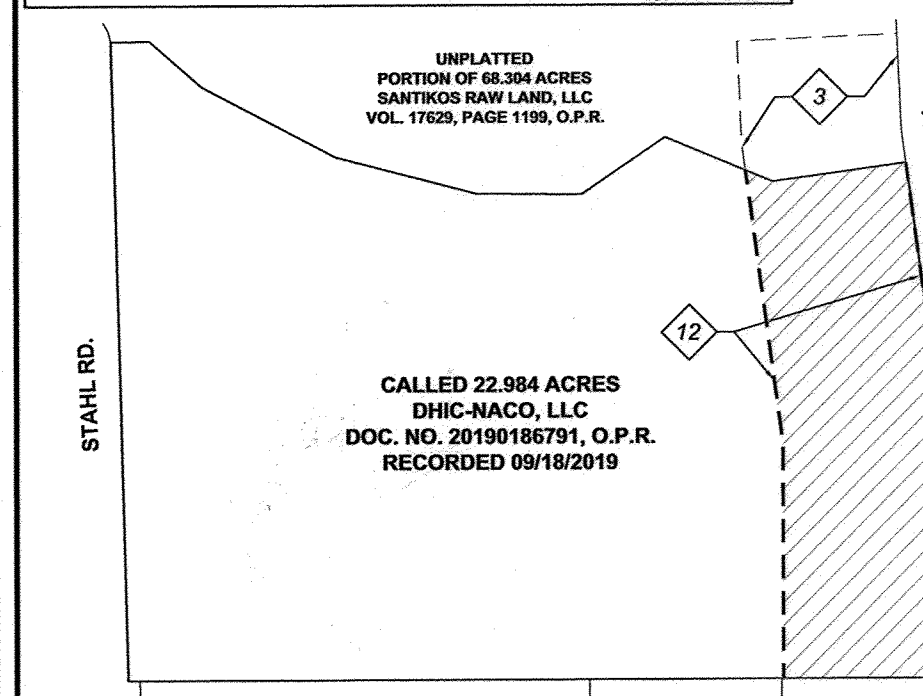 UNPLATTED
PORTION OF 68.304 ACRES
SANTIKOS RAW LAND, LLC
VOL. 17629, PAGE 1199, O.P.R.
3
12
STAHL RD.
CALLED 22.984 ACRES
DHIC-NACO, LLC
DOC. NO. 20190186791, O.P.R.
RECORDED 09/18/2019